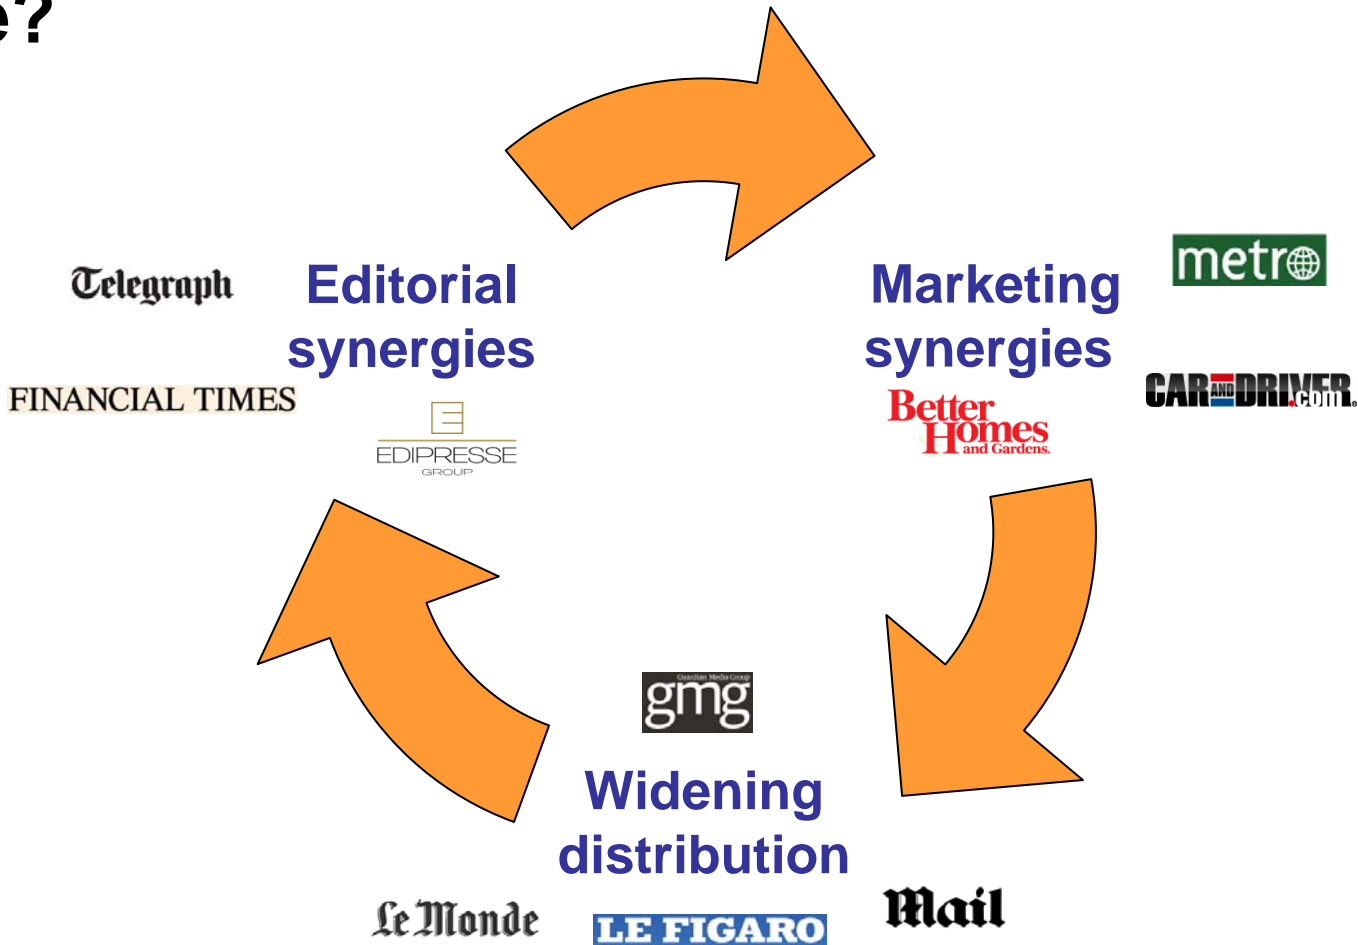 e?
Telegraph
Editorial
synergies
FINANCIAL TIMES
E
EDIPRESSE
GROUP
metro
Marketing
synergies
CAR AND DRIVER.com.
Better
Homes
and Gardens.
Guardian Media Group
gmg
Widening
distribution
Le Monde
LE FIGARO
Mail